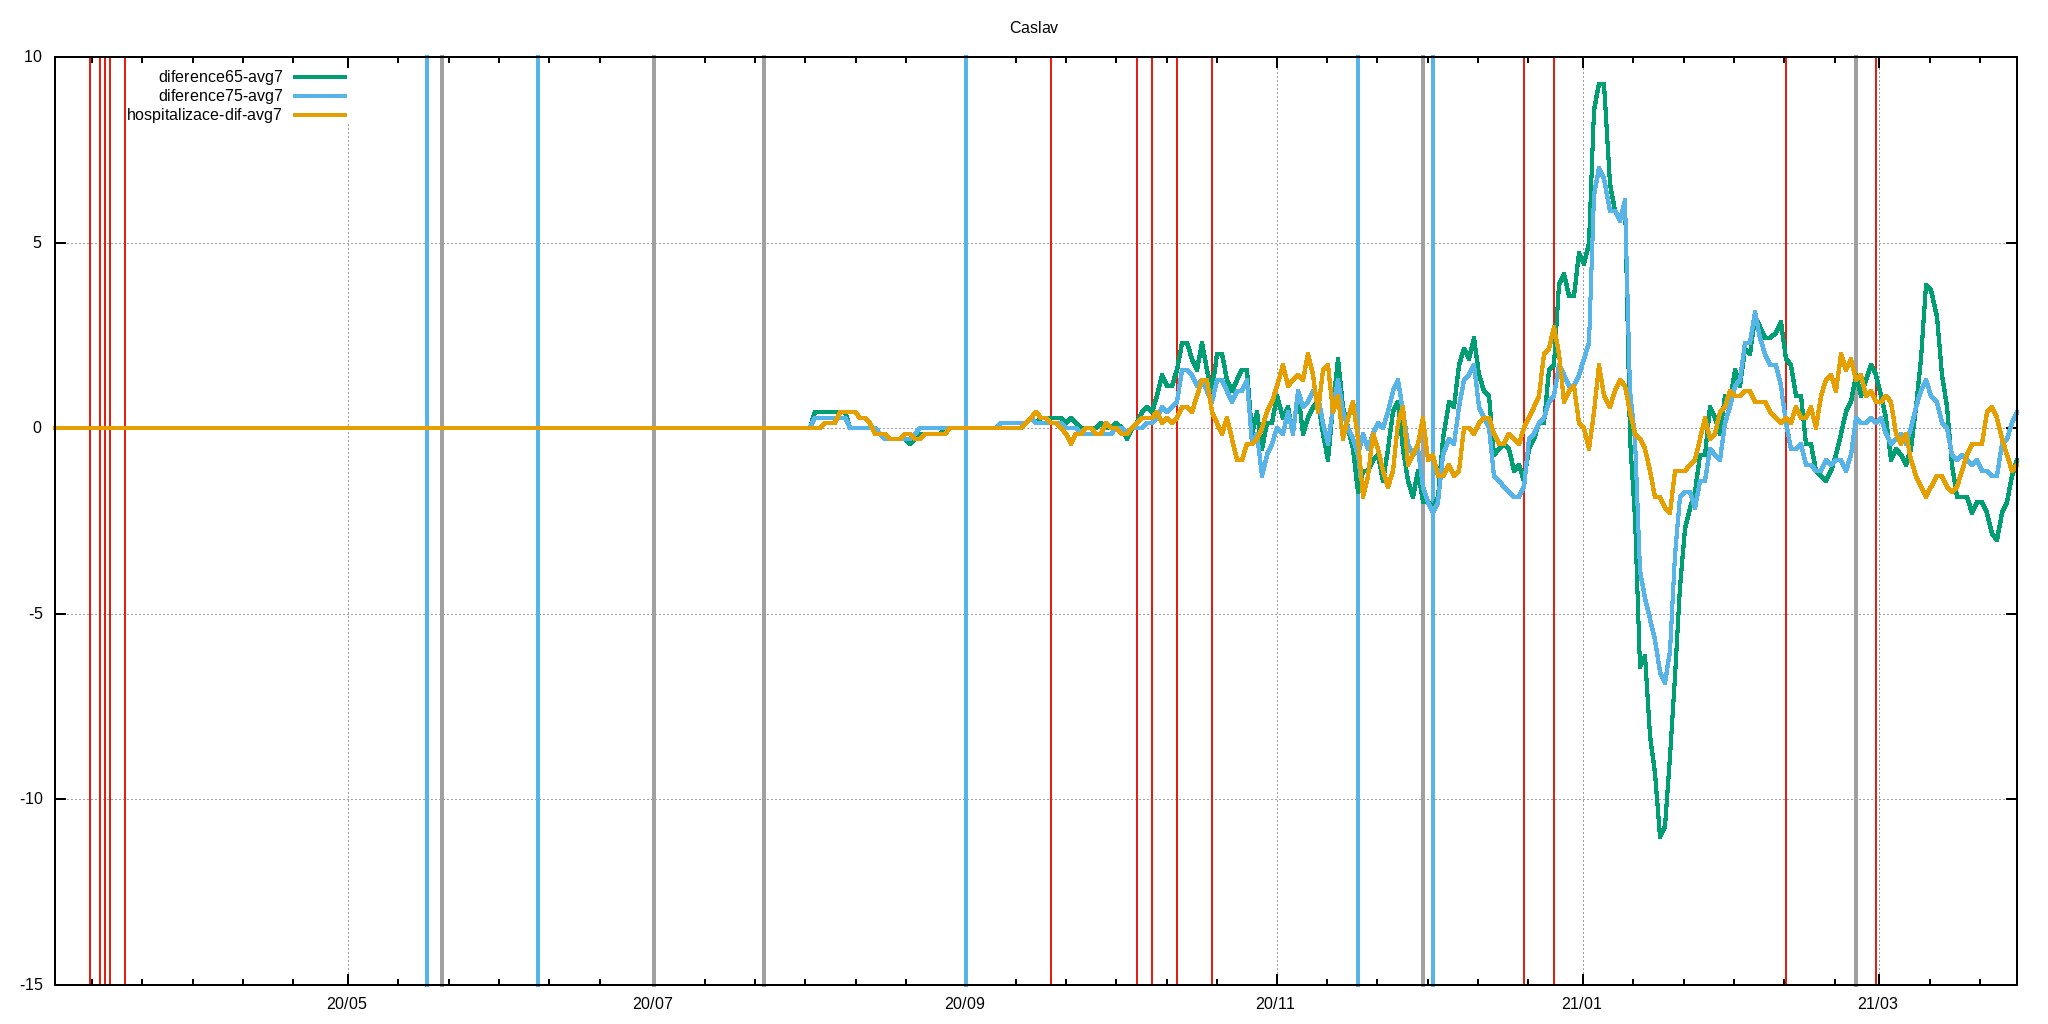 Caslav
10
diference65-avg7
diference75-avg7
hospitalizace-dif-avg7
5
0
-5
-10
-15
20/05 20/07 20/09 20/11 21/01 21/03